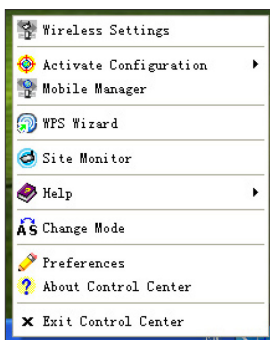 Wireless Settings
Activate Configuration
Mobile Manager
WPS Wizard
Site Monitor
Help
Change Mode
Preferences
About Control Center
Exit Control Center